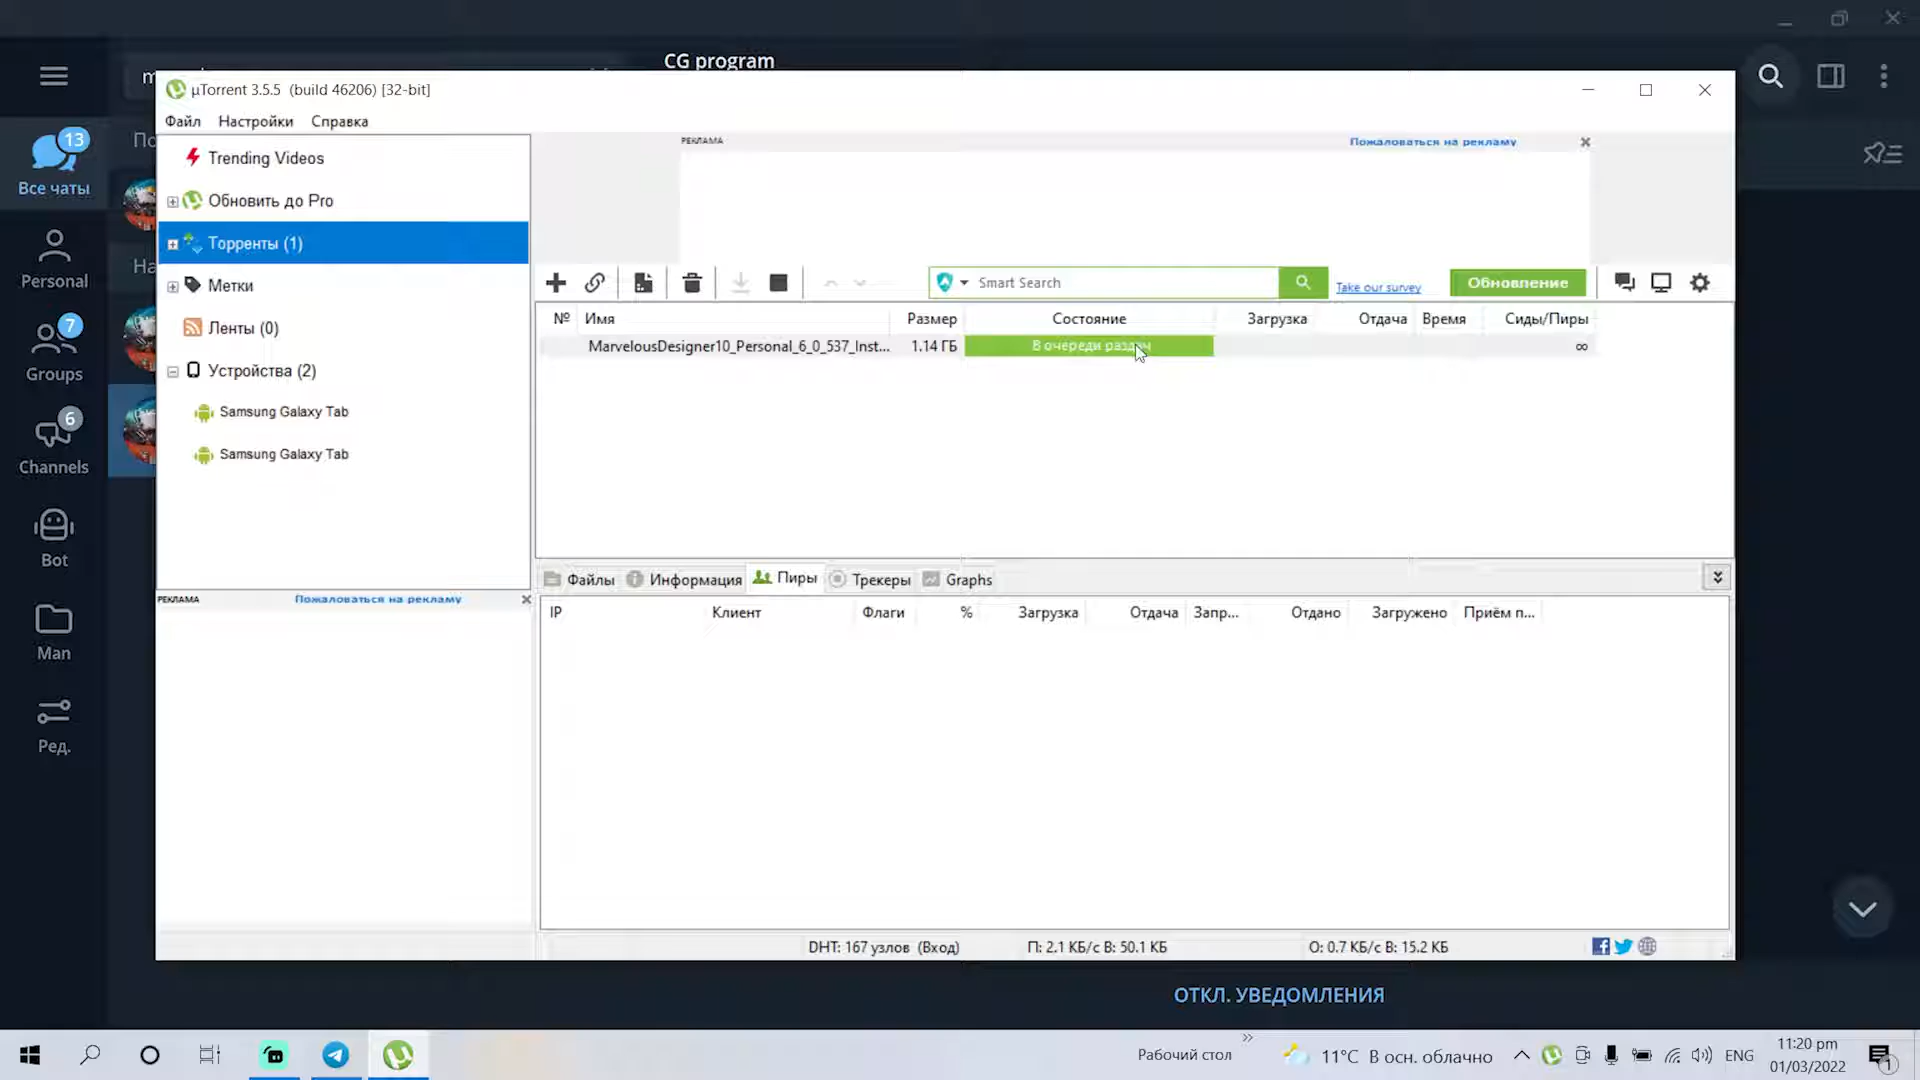 CG program
m
µTorrent 3.5.5 (build 46206) [32-bit]
Файл Настройки Справка
13
Все чаты
По
Trending Videos
РЕКЛАМА
Пожаловаться на рекламу
Обновить до Pro
Personal
Торренты (1)
На
Метки
Smart Search
Take our survey
Обновление
7
Groups
Ленты (0)
№ Имя Размер Состояние Загрузка Отдача Время Сиды/Пиры
MarvelousDesigner10_Personal_6_0_537_Inst... 1.14 ГБ В очереди раздач ∞
Устройства (2)
Samsung Galaxy Tab
6
Channels
Samsung Galaxy Tab
Bot
Файлы Информация Пиры Трекеры Graphs
РЕКЛАМА Пожаловаться на рекламу
IP Клиент Флаги % Загрузка Отдача Запр... Отдано Загружено Приём п...
Man
Ред.
DHT: 167 узлов (Вход) П: 2.1 КБ/с В: 50.1 КБ О: 0.7 КБ/с В: 15.2 КБ
ОТКЛ. УВЕДОМЛЕНИЯ
Рабочий стол
11°C В осн. облачно
ENG
11:20 pm
01/03/2022
1